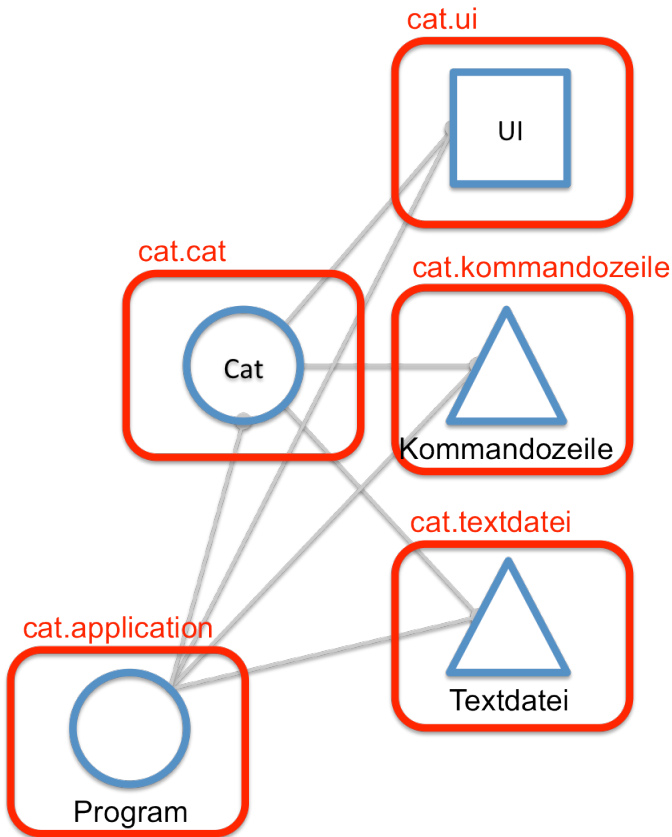 cat.ui
UI
cat.cat
Cat
cat.kommandozeile
Kommandozeile
cat.textdatei
Textdatei
cat.application
Program